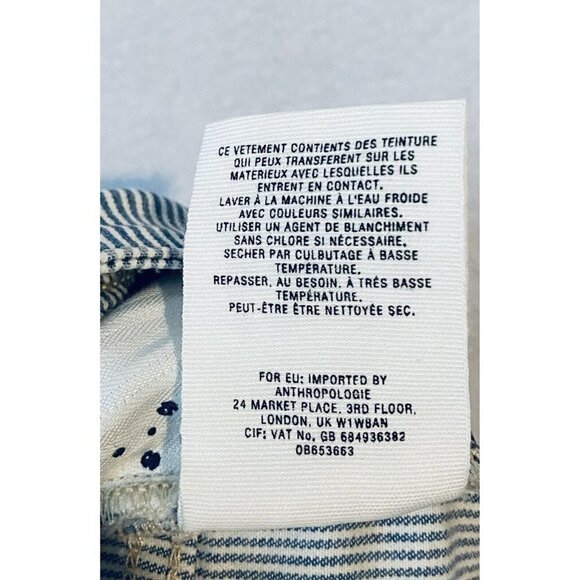 CE VETEMENT CONTIENTS DES TEINTURE
QUI PEUX TRANSFERENT SUR LES
MATERIEUX AVEC LESQUELLES ILS
ENTRENT EN CONTACT.
LAVER À LA MACHINE À L'EAU FROIDE
AVEC COULEURS SIMILAIRES.
UTILISER UN AGENT DE BLANCHIMENT
SANS CHLORE SI NÉCESSAIRE.
SECHER PAR CULBUTAGE À BASSE
TEMPÉRATURE.
REPASSER, AU BESOIN, À TRÉS BASSE
TEMPÉRATURE.
PEUT-ÊTRE ÊTRE NETTOYÉE SEC.
FOR EU: IMPORTED BY
ANTHROPOLOGIE
24 MARKET PLACE, 3RD FLOOR,
LONDON, UK W1W8AN
CIF: VAT No. GB 684936382
OB653663